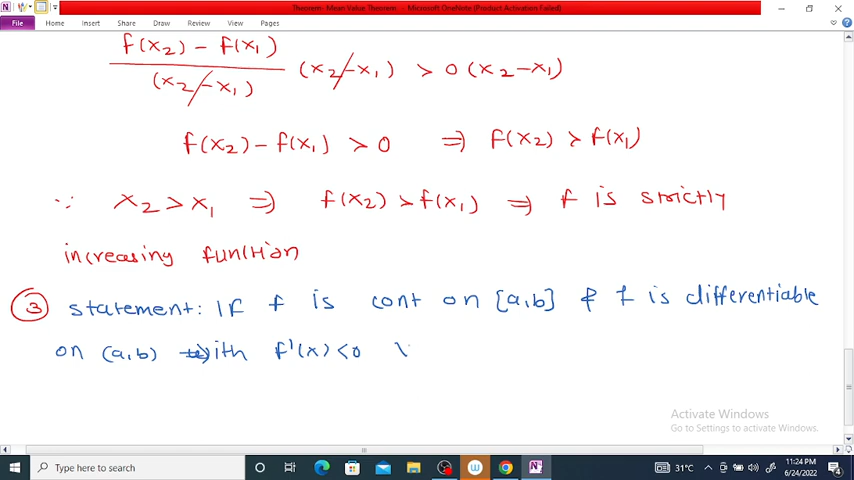 Theorem- Mean Value Theorem - Microsoft OneNote (Product Activation Failed)
File Home Insert Share Draw History Review View Pages
f(x2) - f(x1)
(x2 - x1) (x2 - x1) > 0 (x2 - x1)
f(x2) - f(x1) > 0 ⇒ f(x2) > f(x1)
∵ x2 > x1 ⇒ f(x2) > f(x1) ⇒ f is strictly
increasing function
③ statement: If f is cont on [a,b] & f is differentiable
on (a,b) with f'(x) < 0 \
Activate Windows
Go to Settings to activate Windows.
Type here to search 31°C 11:24 PM
6/24/2022 4